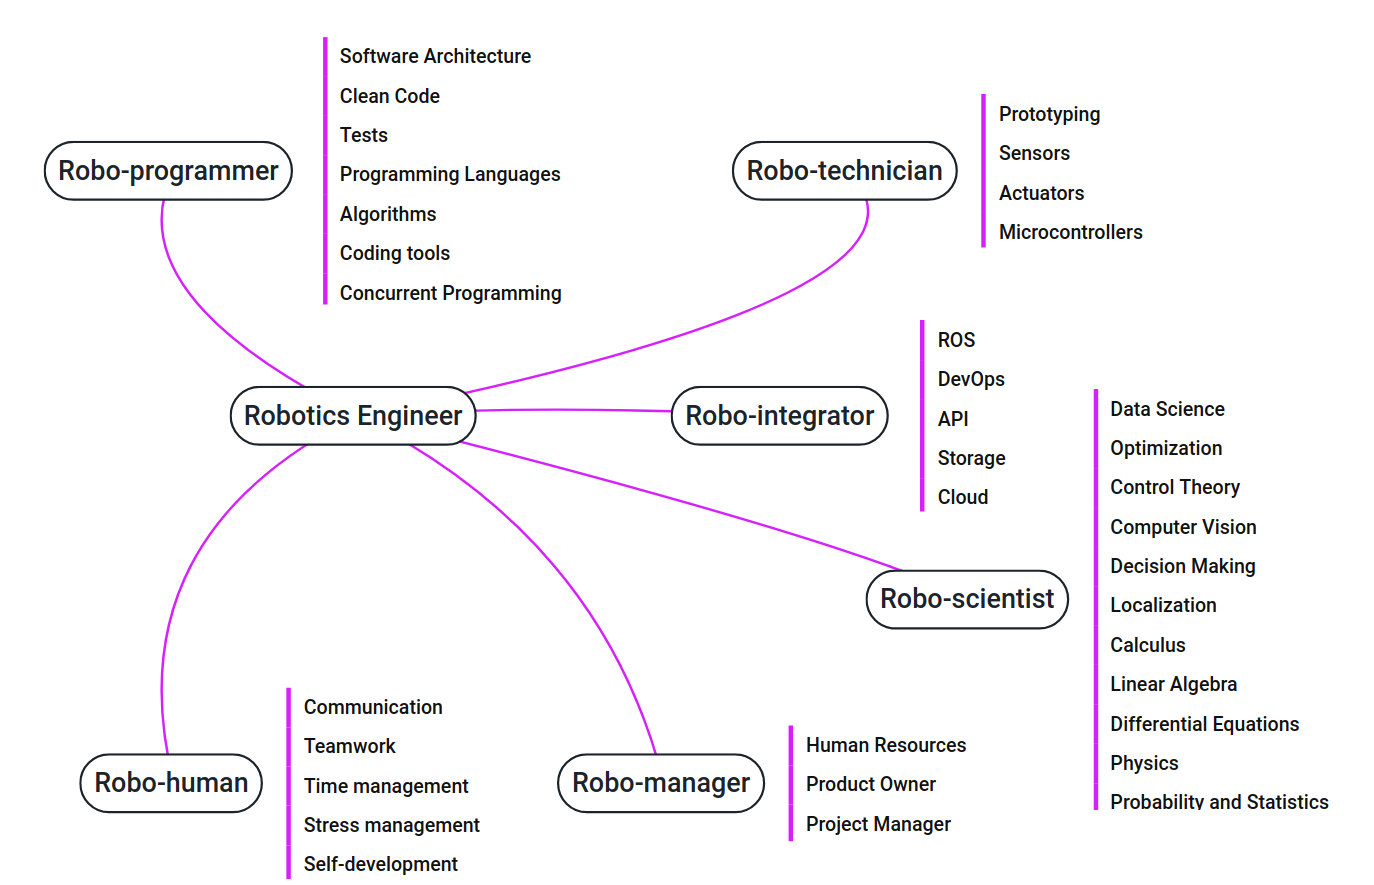 Robo-programmer
Software Architecture
Clean Code
Tests
Programming Languages
Algorithms
Coding tools
Concurrent Programming
Robo-technician
Prototyping
Sensors
Actuators
Microcontrollers
Robotics Engineer
Robo-integrator
ROS
DevOps
API
Storage
Cloud
Robo-scientist
Data Science
Optimization
Control Theory
Computer Vision
Decision Making
Localization
Calculus
Linear Algebra
Differential Equations
Physics
Probability and Statistics
Robo-human
Communication
Teamwork
Time management
Stress management
Self-development
Robo-manager
Human Resources
Product Owner
Project Manager